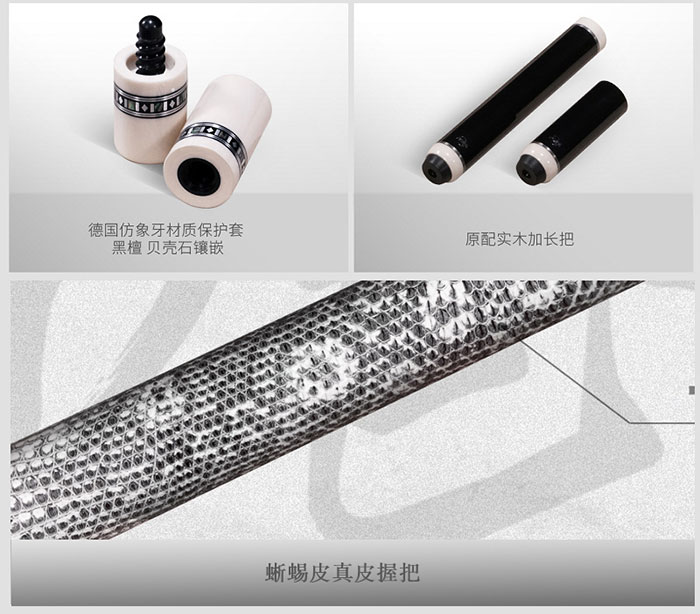 德国仿象牙材质保护套
黑檀 贝壳石镶嵌
原配实木加长把
蜥蜴皮真皮握把